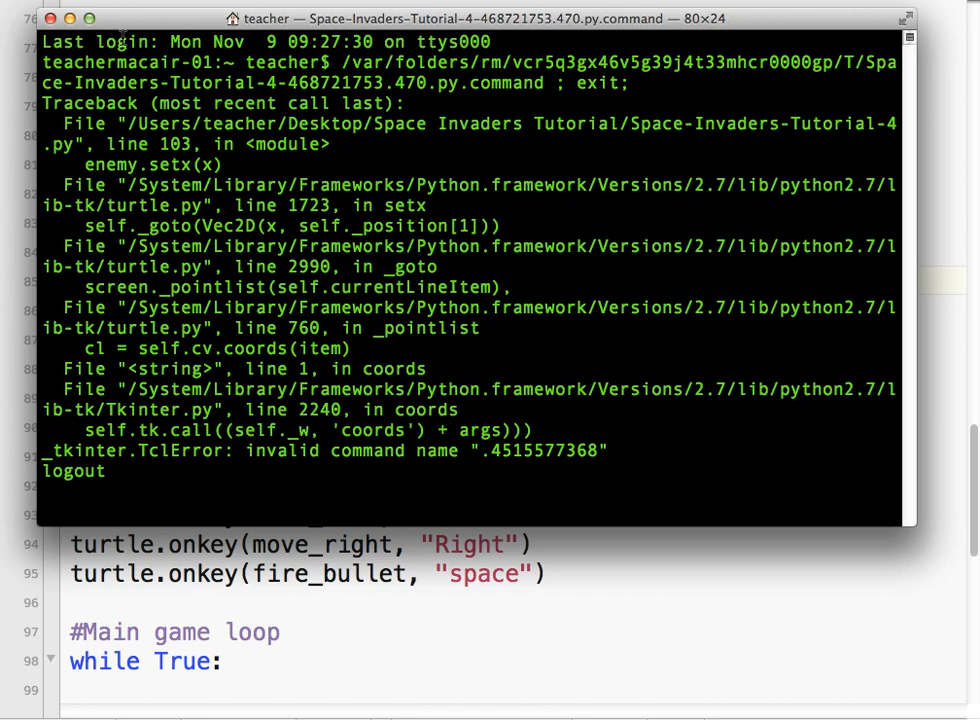 teacher — Space-Invaders-Tutorial-4-468721753.470.py.command — 80×24
Last login: Mon Nov  9 09:27:30 on ttys000
teachermacair-01:~ teacher$ /var/folders/rm/vcr5q3gx46v5g39j4t33mhcr0000gp/T/Spa
ce-Invaders-Tutorial-4-468721753.470.py.command ; exit;
Traceback (most recent call last):
  File "/Users/teacher/Desktop/Space Invaders Tutorial/Space-Invaders-Tutorial-4
.py", line 103, in <module>
    enemy.setx(x)
  File "/System/Library/Frameworks/Python.framework/Versions/2.7/lib/python2.7/l
ib-tk/turtle.py", line 1723, in setx
    self._goto(Vec2D(x, self._position[1]))
  File "/System/Library/Frameworks/Python.framework/Versions/2.7/lib/python2.7/l
ib-tk/turtle.py", line 2990, in _goto
    screen._pointlist(self.currentLineItem),
  File "/System/Library/Frameworks/Python.framework/Versions/2.7/lib/python2.7/l
ib-tk/turtle.py", line 760, in _pointlist
    cl = self.cv.coords(item)
  File "<string>", line 1, in coords
  File "/System/Library/Frameworks/Python.framework/Versions/2.7/lib/python2.7/l
ib-tk/Tkinter.py", line 2240, in coords
    self.tk.call((self._w, 'coords') + args)))
_tkinter.TclError: invalid command name ".4515577368"
logout
94 turtle.onkey(move_right, "Right")
95 turtle.onkey(fire_bullet, "space")
96
97 #Main game loop
98 while True:
99